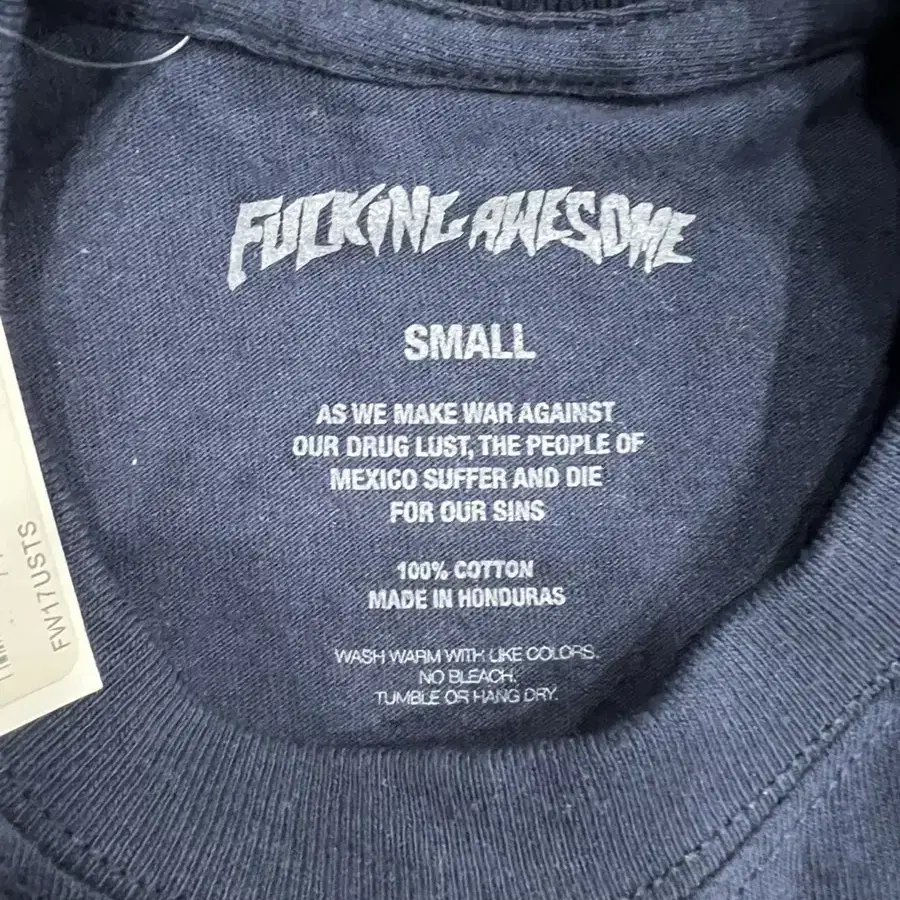 FUCKING AWESOME
SMALL
AS WE MAKE WAR AGAINST
OUR DRUG LUST, THE PEOPLE OF
MEXICO SUFFER AND DIE
FOR OUR SINS
100% COTTON
MADE IN HONDURAS
WASH WARM WITH LIKE COLORS.
NO BLEACH.
TUMBLE OR HANG DRY.
FW17USTS